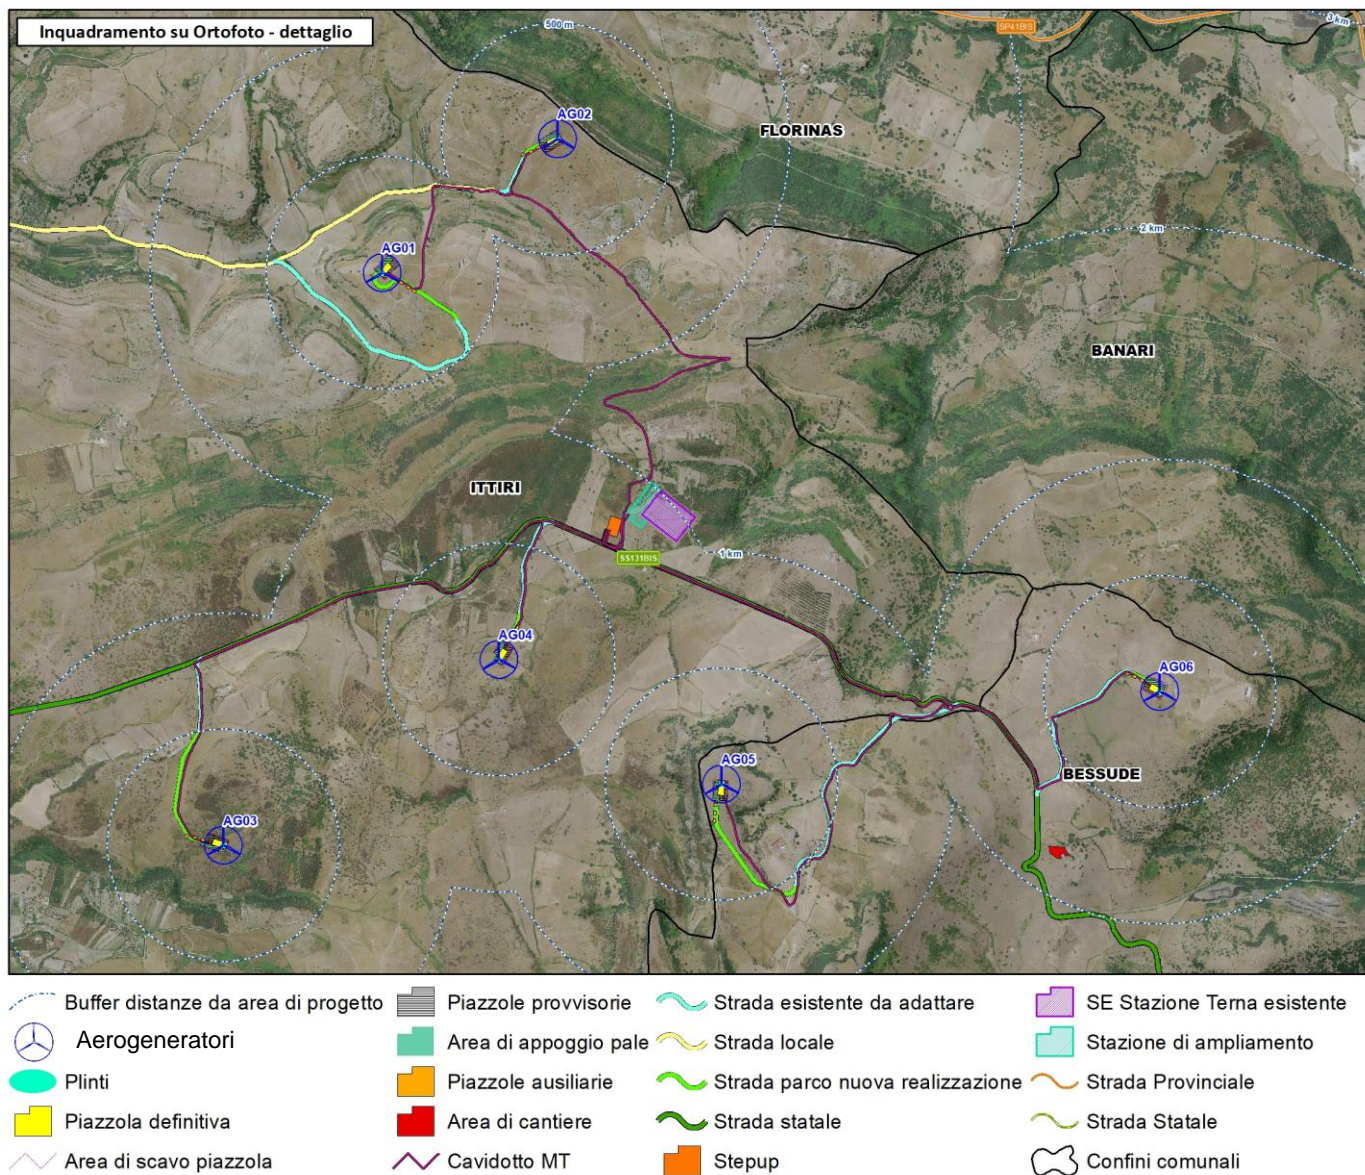 Inquadramento su Ortofoto - dettaglio
500 m
SP41BIS
3 km
AG02
FLORINAS
2 km
AG01
BANARI
ITTIRI
1 km
SS131BIS
AG04
AG06
AG05
BESSUDE
AG03
Buffer distanze da area di progetto
Piazzole provvisorie
Strada esistente da adattare
SE Stazione Terna esistente
Aerogeneratori
Area di appoggio pale
Strada locale
Stazione di ampliamento
Plinti
Piazzole ausiliarie
Strada parco nuova realizzazione
Strada Provinciale
Piazzola definitiva
Area di cantiere
Strada statale
Strada Statale
Area di scavo piazzola
Cavidotto MT
Stepup
Confini comunali